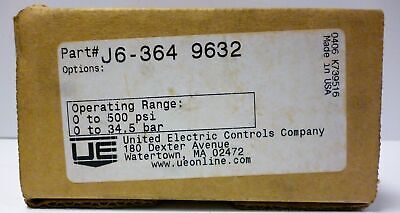 Part# J6-364 9632
Options:
0406 K739516
Made in USA
Operating Range:
0 to 500 psi
0 to 34.5 bar
UE
United Electric Controls Company
180 Dexter Avenue
Watertown, MA 02472
www.ueonline.com